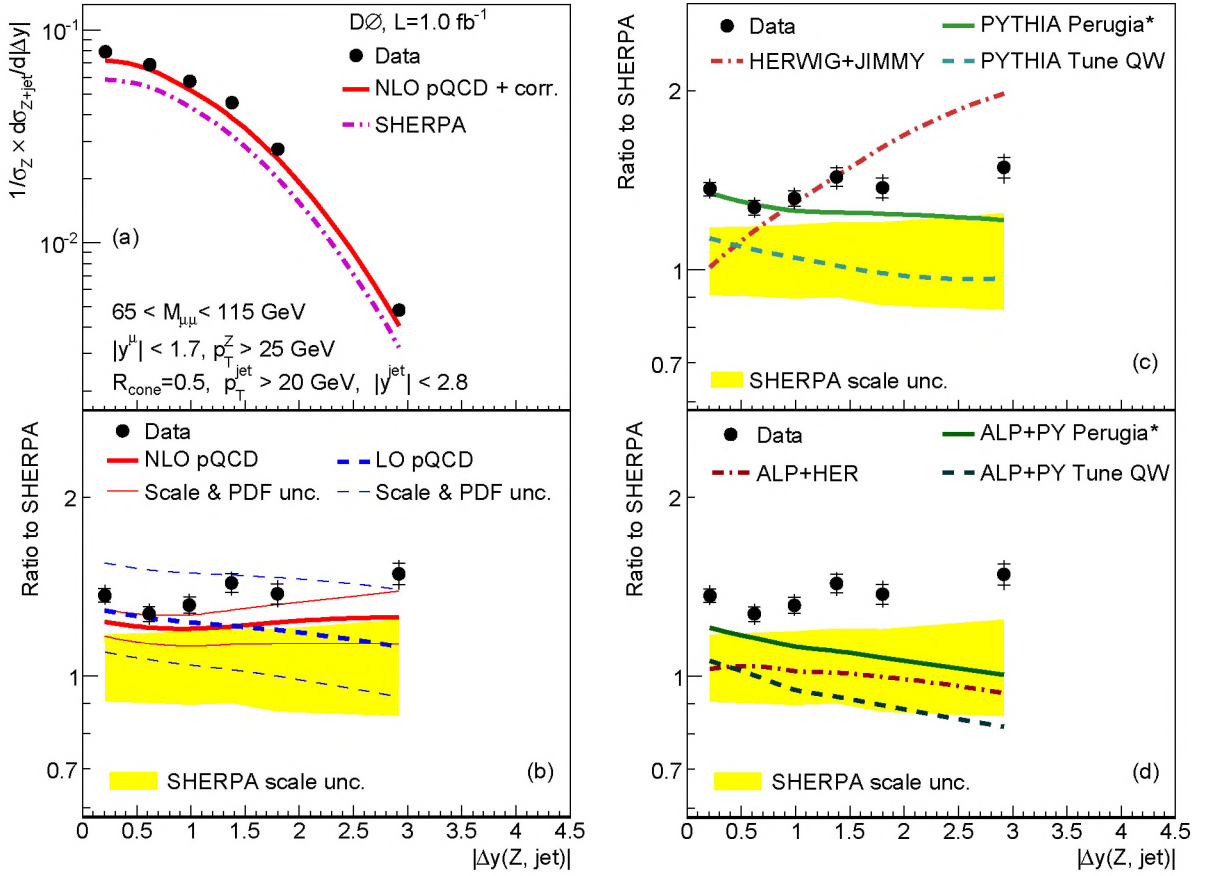 1/σ_Z × dσ_Z+jet/d|Δy|
10⁻¹
10⁻²
DØ, L=1.0 fb⁻¹
Data
NLO pQCD + corr.
SHERPA
(a)
65 < M_μμ < 115 GeV
|y^μ| < 1.7, p_T^Z > 25 GeV
R_cone=0.5, p_T^jet > 20 GeV, |y^jet| < 2.8
Ratio to SHERPA
2
1
0.7
Data
NLO pQCD
Scale & PDF unc.
LO pQCD
Scale & PDF unc.
SHERPA scale unc.
(b)
0 0.5 1 1.5 2 2.5 3 3.5 4 4.5
|Δy(Z, jet)|
Ratio to SHERPA
2
1
0.7
Data
HERWIG+JIMMY
PYTHIA Perugia*
PYTHIA Tune QW
SHERPA scale unc.
(c)
Ratio to SHERPA
2
1
0.7
Data
ALP+HER
ALP+PY Perugia*
ALP+PY Tune QW
SHERPA scale unc.
(d)
0 0.5 1 1.5 2 2.5 3 3.5 4 4.5
|Δy(Z, jet)|